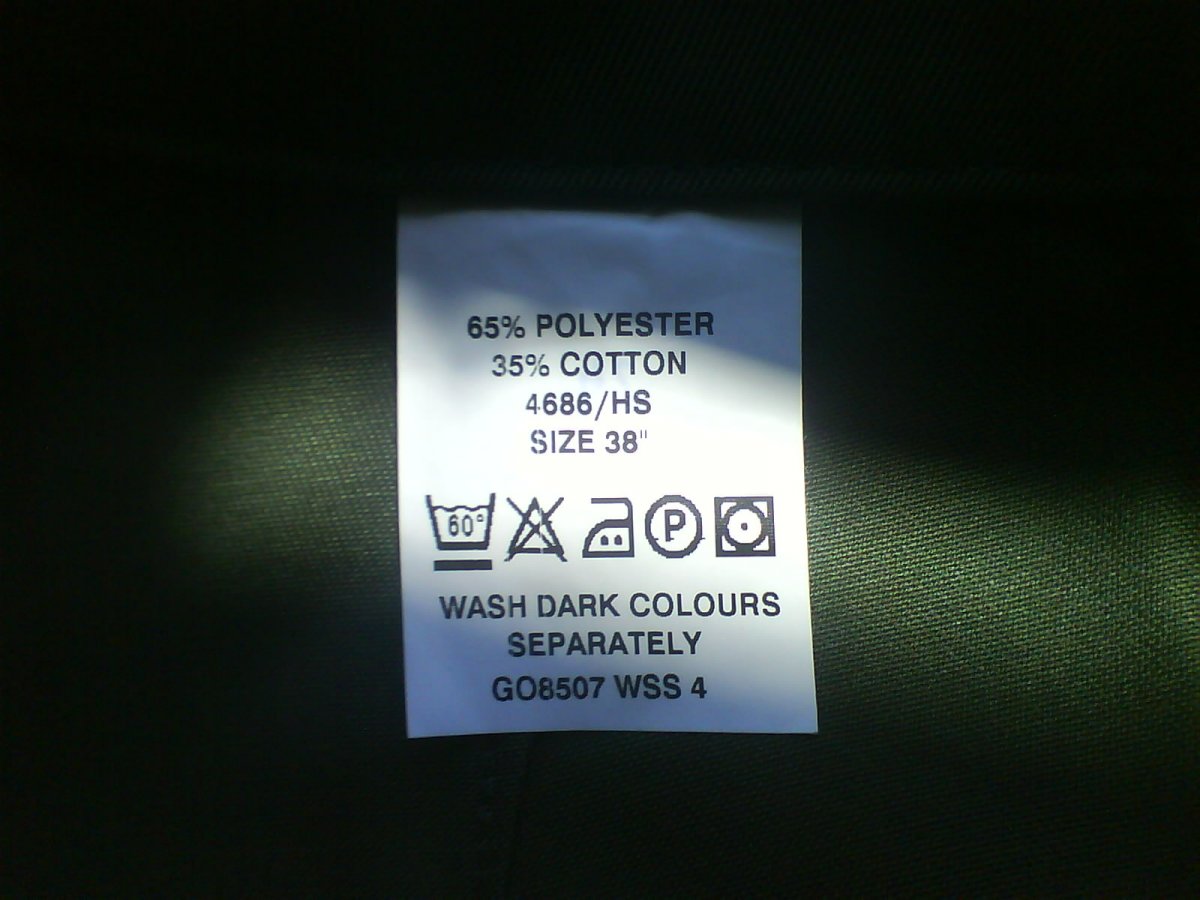 65% POLYESTER
35% COTTON
4686/HS
SIZE 38"
60° P
WASH DARK COLOURS
SEPARATELY
GO8507 WSS 4